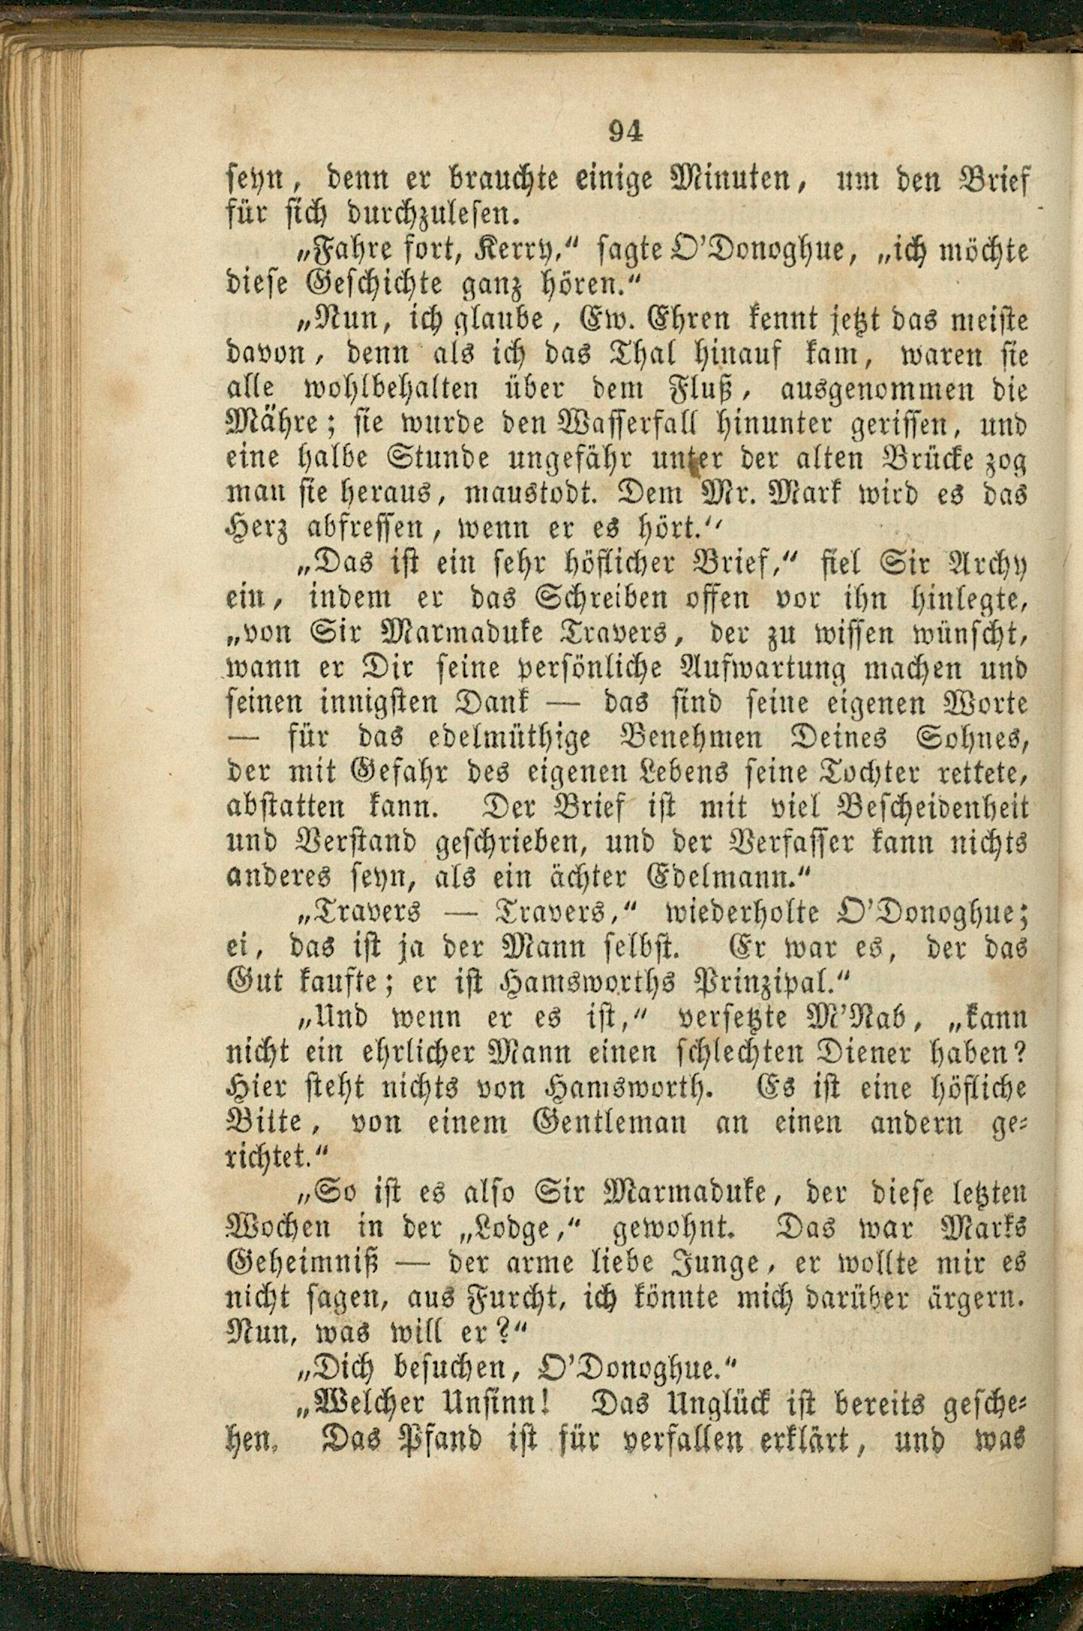 94
seyn, denn er brauchte einige Minuten, um den Brief
für sich durchzulesen.
„Fahre fort, Kerry,“ sagte O’Donoghue, „ich möchte
diese Geschichte ganz hören.“
„Nun, ich glaube, Ew. Ehren kennt jetzt das meiste
davon, denn als ich das Thal hinauf kam, waren sie
alle wohlbehalten über dem Fluß, ausgenommen die
Mähre; sie wurde den Wasserfall hinunter gerissen, und
eine halbe Stunde ungefähr unter der alten Brücke zog
man sie heraus, maustodt. Dem Mr. Mark wird es das
Herz abfressen, wenn er es hört.“
„Das ist ein sehr höflicher Brief,“ fiel Sir Archy
ein, indem er das Schreiben offen vor ihn hinlegte,
„von Sir Marmaduke Travers, der zu wissen wünscht,
wann er Dir seine persönliche Aufwartung machen und
seinen innigsten Dank — das sind seine eigenen Worte
— für das edelmüthige Benehmen Deines Sohnes,
der mit Gefahr des eigenen Lebens seine Tochter rettete,
abstatten kann. Der Brief ist mit viel Bescheidenheit
und Verstand geschrieben, und der Verfasser kann nichts
anderes seyn, als ein ächter Edelmann.“
„Travers — Travers,“ wiederholte O’Donoghue;
ei, das ist ja der Mann selbst. Er war es, der das
Gut kaufte; er ist Hamsworths Prinzipal.“
„Und wenn er es ist,“ versetzte M’Nab, „kann
nicht ein ehrlicher Mann einen schlechten Diener haben?
Hier steht nichts von Hamsworth. Es ist eine höfliche
Bitte, von einem Gentleman an einen andern ge-
richtet.“
„So ist es also Sir Marmaduke, der diese letzten
Wochen in der „Lodge,“ gewohnt. Das war Marks
Geheimniß — der arme liebe Junge, er wollte mir es
nicht sagen, aus Furcht, ich könnte mich darüber ärgern.
Nun, was will er?“
„Dich besuchen, O’Donoghue.“
„Welcher Unsinn! Das Unglück ist bereits gesche-
hen. Das Pfand ist für verfallen erklärt, und was